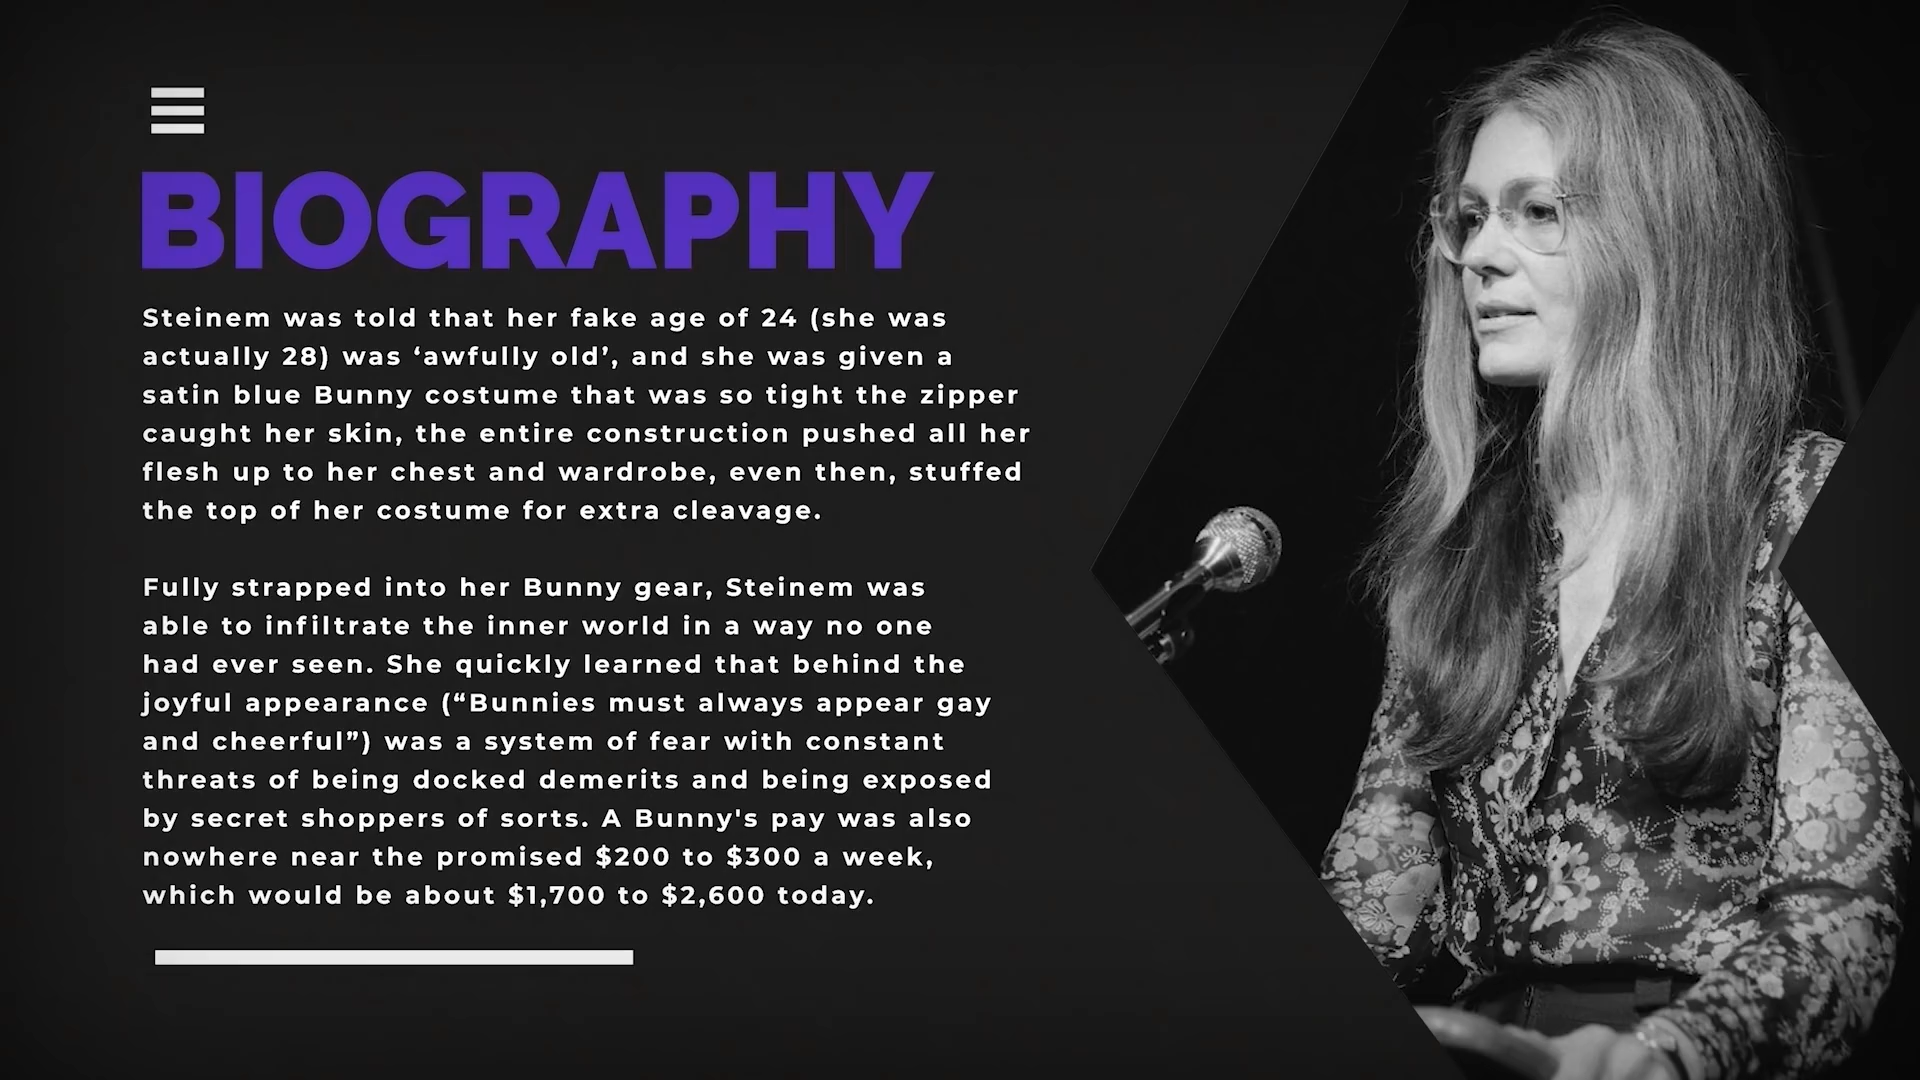 BIOGRAPHY
Steinem was told that her fake age of 24 (she was
actually 28) was ‘awfully old’, and she was given a
satin blue Bunny costume that was so tight the zipper
caught her skin, the entire construction pushed all her
flesh up to her chest and wardrobe, even then, stuffed
the top of her costume for extra cleavage.
Fully strapped into her Bunny gear, Steinem was
able to infiltrate the inner world in a way no one
had ever seen. She quickly learned that behind the
joyful appearance (“Bunnies must always appear gay
and cheerful”) was a system of fear with constant
threats of being docked demerits and being exposed
by secret shoppers of sorts. A Bunny's pay was also
nowhere near the promised $200 to $300 a week,
which would be about $1,700 to $2,600 today.